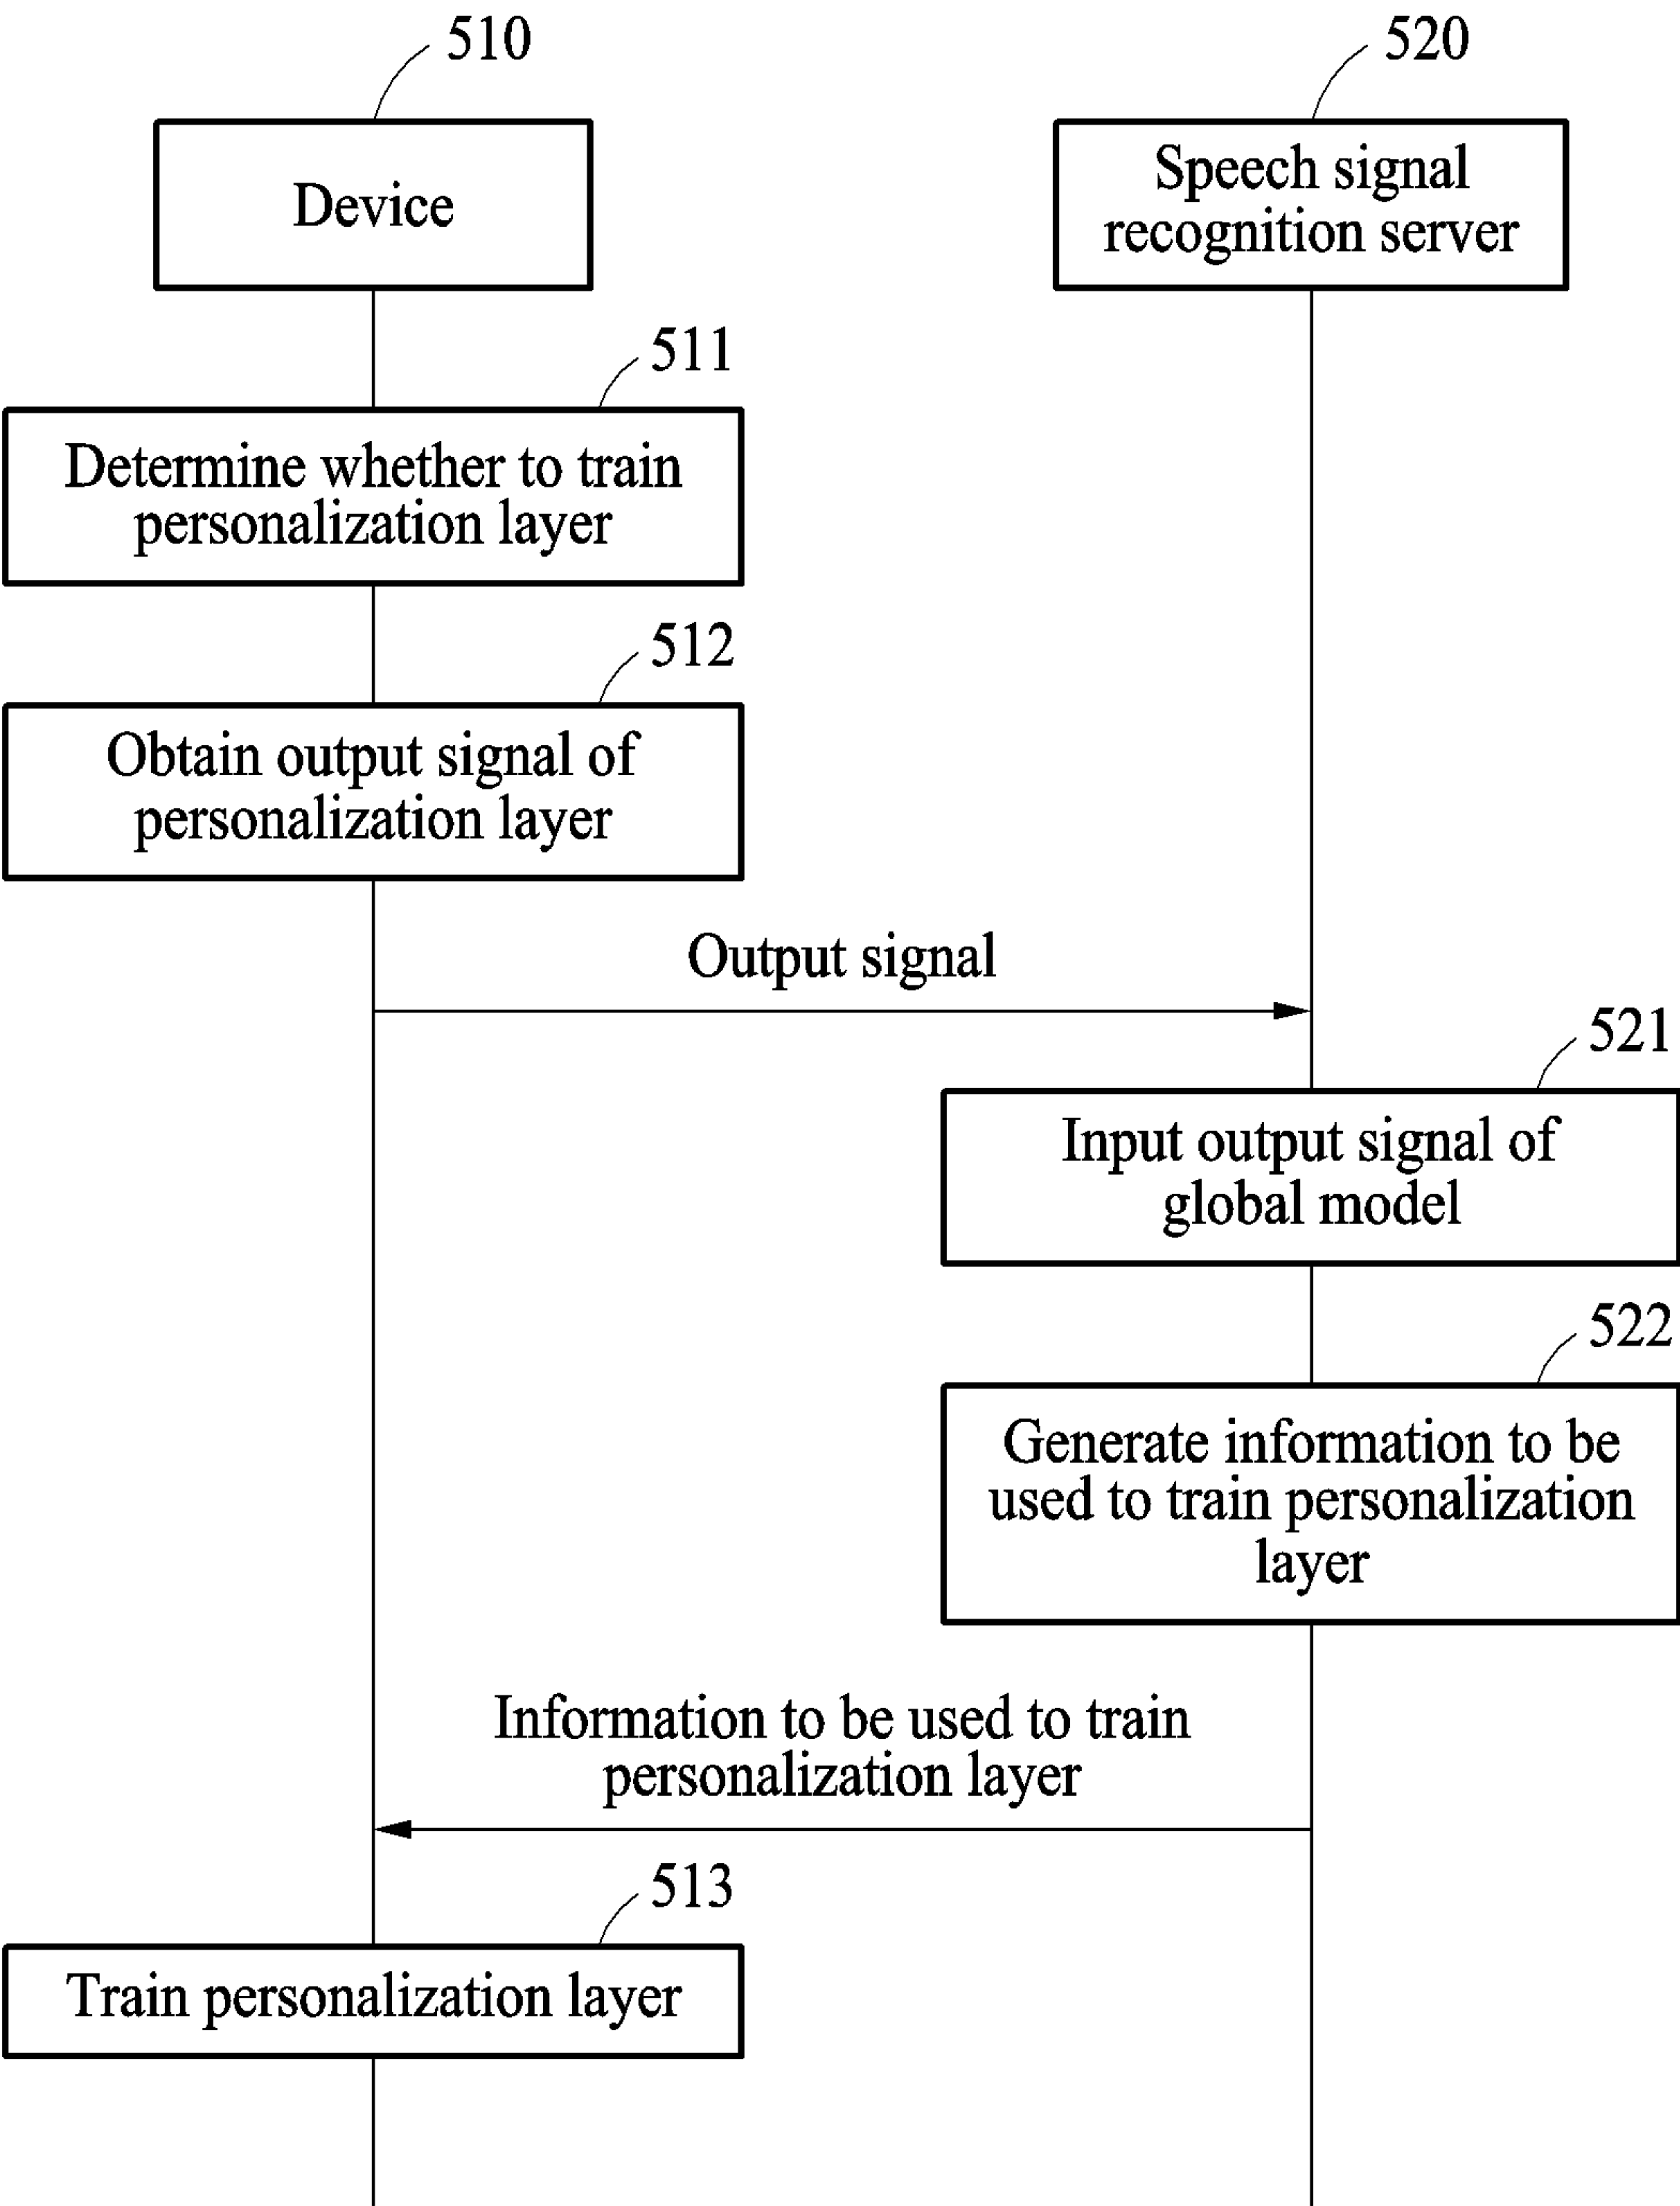 510
520
Device
Speech signal
recognition server
511
Determine whether to train
personalization layer
512
Obtain output signal of
personalization layer
Output signal
521
Input output signal of
global model
522
Generate information to be
used to train personalization
layer
Information to be used to train
personalization layer
513
Train personalization layer